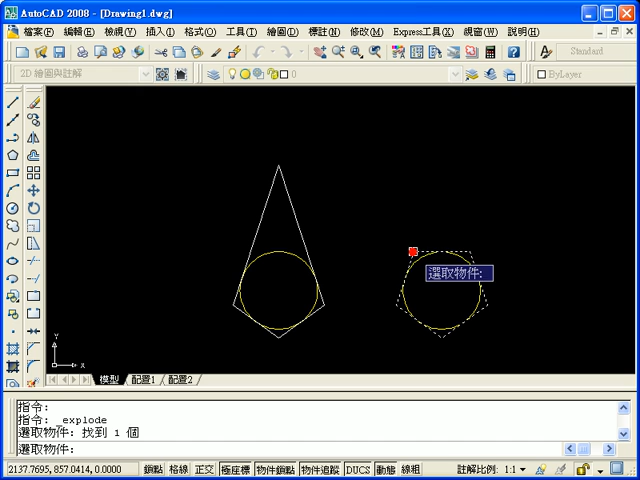 AutoCAD 2008 - [Drawing1.dwg]
檔案(F) 編輯(E) 檢視(V) 插入(I) 格式(O) 工具(T) 繪圖(D) 標註(N) 修改(M) Express工具(X) 視窗(W) 說明(H)
Standard
2D 繪圖與註解 0 ByLayer
選取物件:
Y
X
模型 配置1 配置2
指令:
指令: _explode
選取物件: 找到 1 個
選取物件:
2137.7695, 857.0414, 0.0000 鎖點 格線 正交 極座標 物件鎖點 物件追蹤 DUCS 動態 線粗 註解比例: 1:1